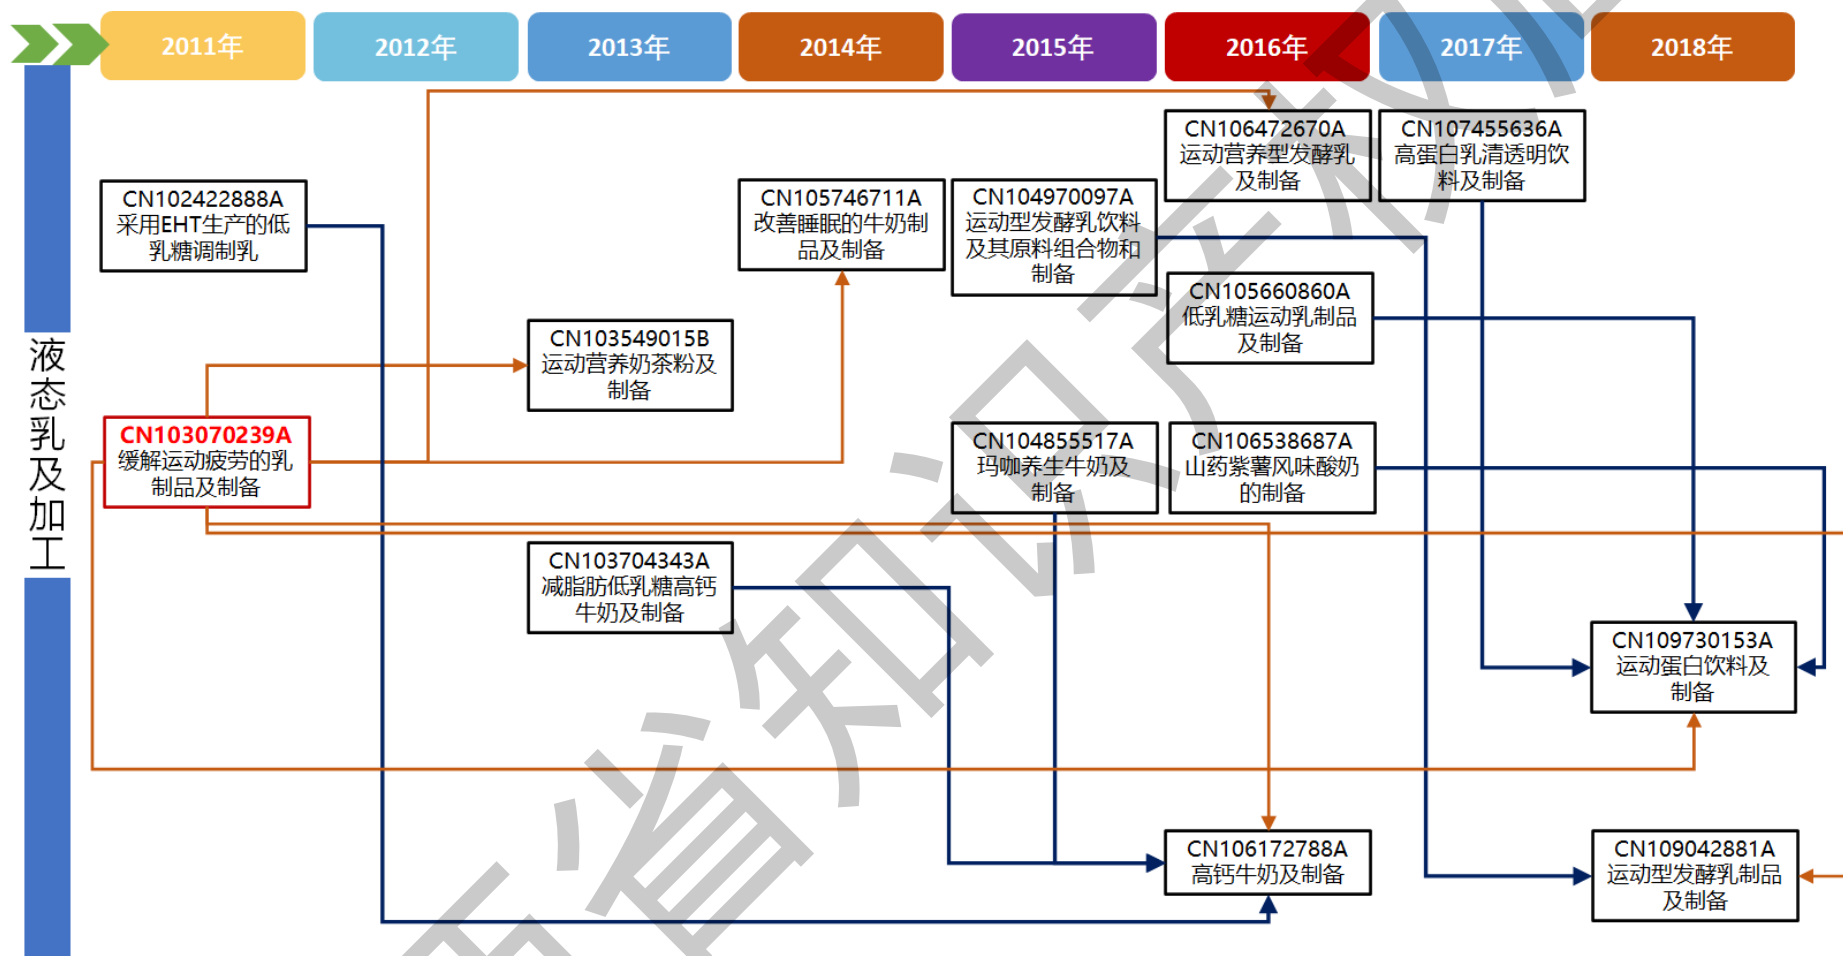 2011年
2012年
2013年
2014年
2015年
2016年
2017年
2018年
液态乳及加工
CN102422888A
采用EHT生产的低
乳糖调制乳
CN103070239A
缓解运动疲劳的乳
制品及制备
CN103549015B
运动营养奶茶粉及
制备
CN103704343A
减脂肪低乳糖高钙
牛奶及制备
CN105746711A
改善睡眠的牛奶制
品及制备
CN104970097A
运动型发酵乳饮料
及其原料组合物和
制备
CN104855517A
玛咖养生牛奶及
制备
CN106472670A
运动营养型发酵乳
及制备
CN105660860A
低乳糖运动乳制品
及制备
CN106538687A
山药紫薯风味酸奶
的制备
CN106172788A
高钙牛奶及制备
CN107455636A
高蛋白乳清透明饮
料及制备
CN109730153A
运动蛋白饮料及
制备
CN109042881A
运动型发酵乳制品
及制备
省知识产权